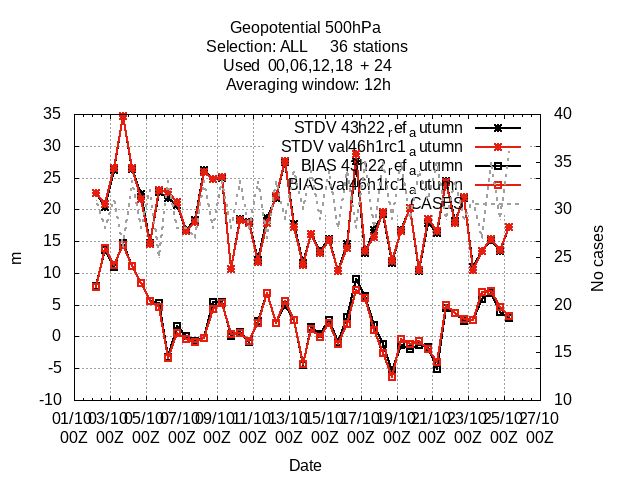 Geopotential 500hPa
Selection: ALL     36 stations
Used  00,06,12,18  + 24
Averaging window: 12h
STDV 43h22_ref_autumn
STDV val46h1rc1_autumn
BIAS 43h22_ref_autumn
BIAS val46h1rc1_autumn
CASES
35
30
25
20
15
10
5
0
-5
-10
m
40
35
30
25
20
15
10
No cases
01/10 03/10 05/10 07/10 09/10 11/10 13/10 15/10 17/10 19/10 21/10 23/10 25/10 27/10
00Z 00Z 00Z 00Z 00Z 00Z 00Z 00Z 00Z 00Z 00Z 00Z 00Z 00Z
Date